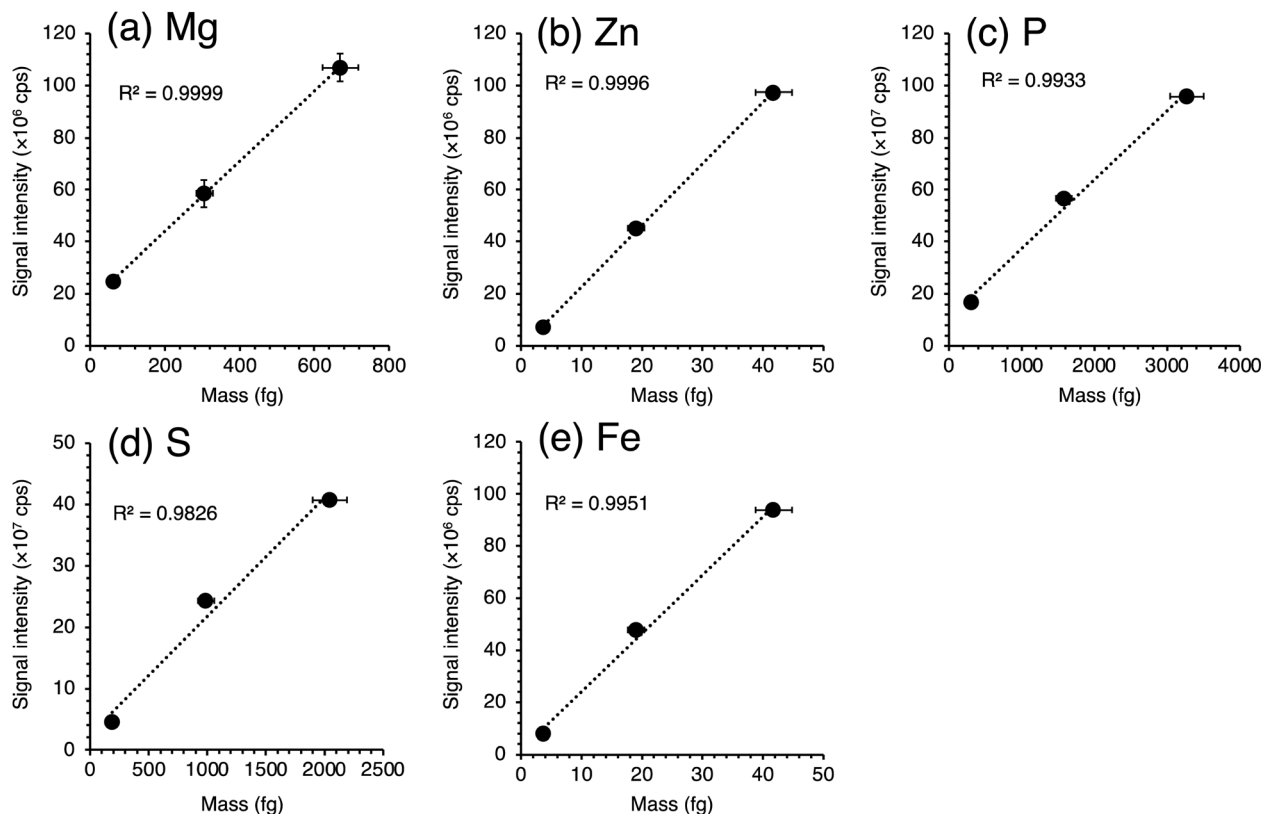 (a) Mg
R² = 0.9999
Signal intensity (×10⁶ cps)
120
100
80
60
40
20
0
0 200 400 600 800
Mass (fg)
(b) Zn
R² = 0.9996
Signal intensity (×10⁶ cps)
120
100
80
60
40
20
0
0 10 20 30 40 50
Mass (fg)
(c) P
R² = 0.9933
Signal intensity (×10⁷ cps)
120
100
80
60
40
20
0
0 1000 2000 3000 4000
Mass (fg)
(d) S
R² = 0.9826
Signal intensity (×10⁷ cps)
50
40
30
20
10
0
0 500 1000 1500 2000 2500
Mass (fg)
(e) Fe
R² = 0.9951
Signal intensity (×10⁶ cps)
120
100
80
60
40
20
0
0 10 20 30 40 50
Mass (fg)